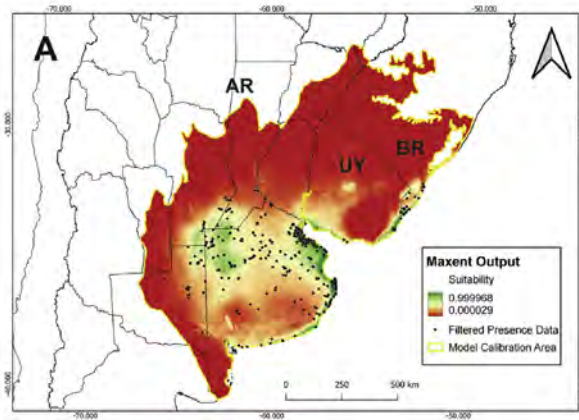 -70.000 -60.000 -50.000
A
AR
-30.000
UY
BR
Maxent Output
Suitability
0.999968
0.000029
Filtered Presence Data
Model Calibration Area
-40.000
0 250 500 km
-70.000 -60.000 -50.000